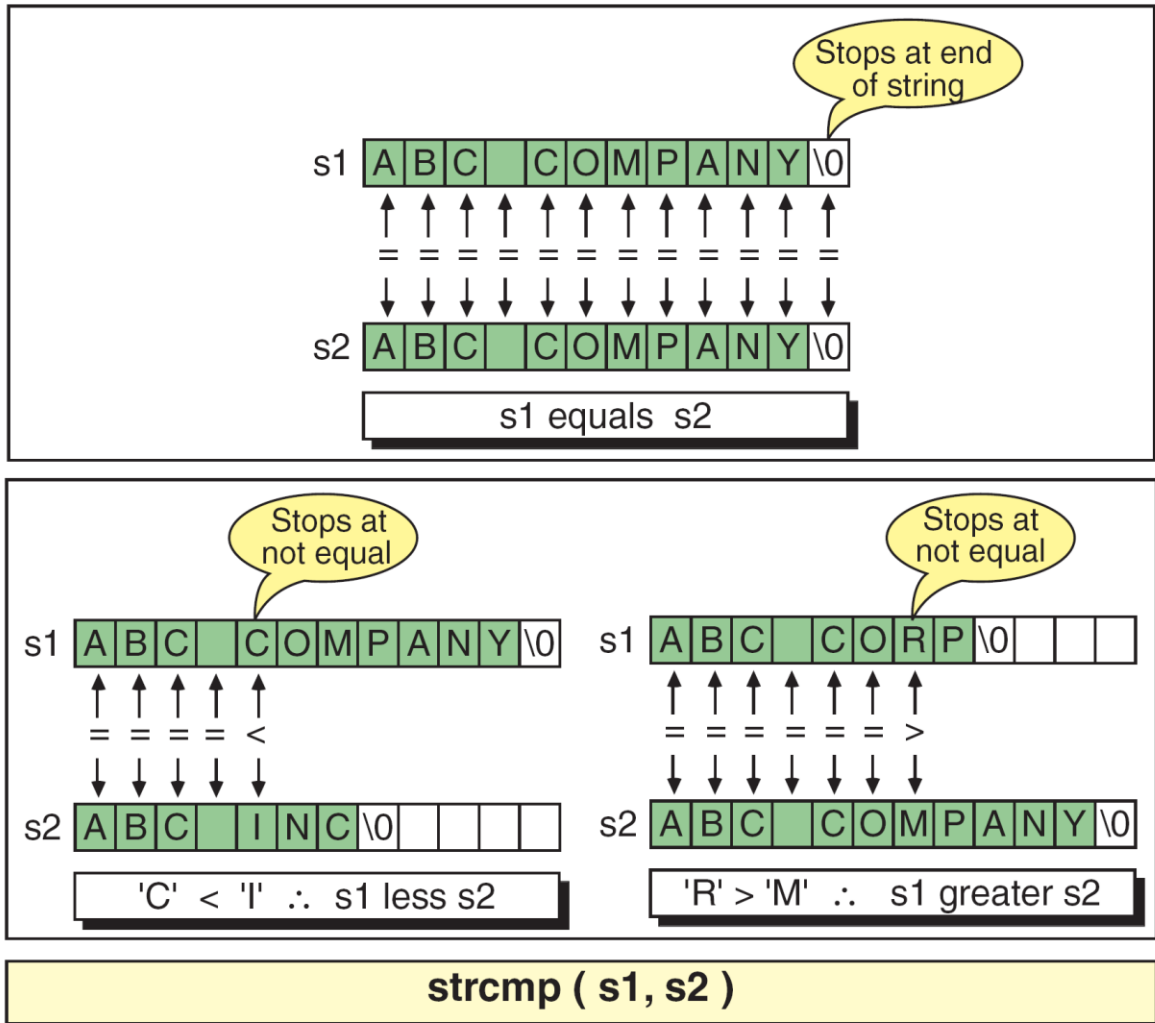 Stops at end
of string
s1 A B C   C O M P A N Y \0
= = = = = = = = = = = =
s2 A B C   C O M P A N Y \0
s1 equals s2
Stops at
not equal
s1 A B C   C O M P A N Y \0
= = = = <
s2 A B C   I N C \0
'C' < 'I' ∴ s1 less s2
Stops at
not equal
s1 A B C   C O R P \0
= = = = = = >
s2 A B C   C O M P A N Y \0
'R' > 'M' ∴ s1 greater s2
strcmp ( s1, s2 )